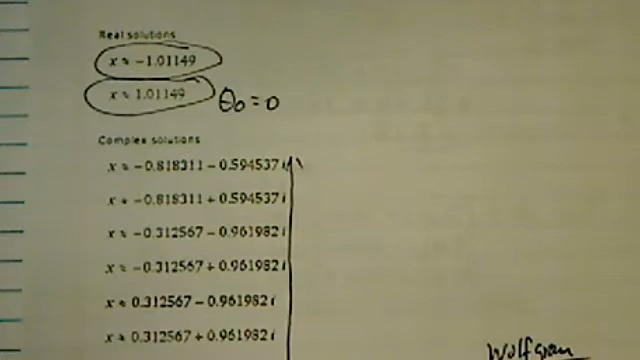 Real solutions
x ≈ -1.01149
x ≈ 1.01149 θ₀ = 0
Complex solutions
x ≈ -0.818311 - 0.594537 i
x ≈ -0.818311 + 0.594537 i
x ≈ -0.312567 - 0.961982 i
x ≈ -0.312567 + 0.961982 i
x ≈ 0.312567 - 0.961982 i
x ≈ 0.312567 + 0.961982 i
Wolfram